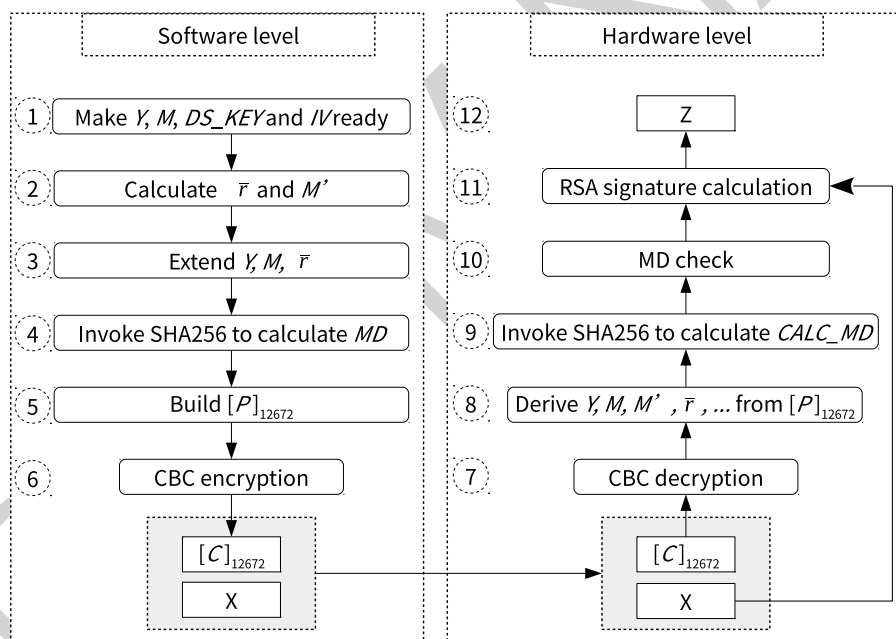 Software level
1 Make Y, M, DS_KEY and IV ready
2 Calculate r̅ and M’
3 Extend Y, M, r̅
4 Invoke SHA256 to calculate MD
5 Build [P]₁₂₆₇₂
6 CBC encryption
[C]₁₂₆₇₂
X
Hardware level
12 Z
11 RSA signature calculation
10 MD check
9 Invoke SHA256 to calculate CALC_MD
8 Derive Y, M, M’, r̅, ... from [P]₁₂₆₇₂
7 CBC decryption
[C]₁₂₆₇₂
X